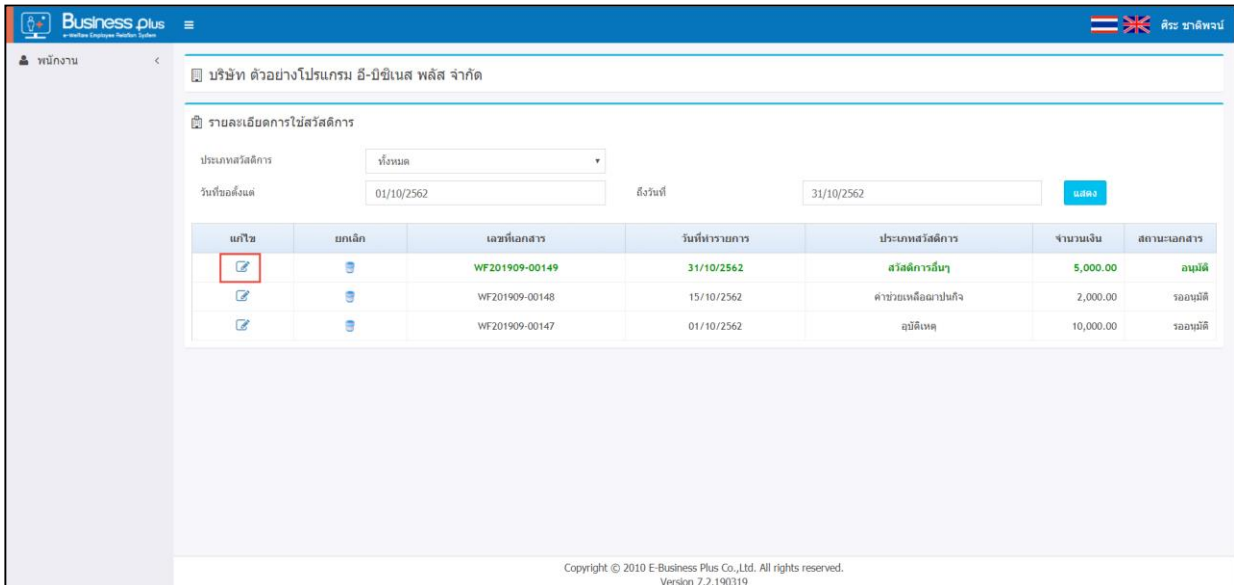 Business plus
e-Welfare Employee Relation System
ศิระ ชาติพจน์
พนักงาน
บริษัท ตัวอย่างโปรแกรม อี-บิซิเนส พลัส จำกัด
รายละเอียดการใช้สวัสดิการ
ประเภทสวัสดิการ ทั้งหมด
วันที่ขอตั้งแต่ 01/10/2562 ถึงวันที่ 31/10/2562 แสดง
แก้ไข ยกเลิก เลขที่เอกสาร วันที่ทำรายการ ประเภทสวัสดิการ จำนวนเงิน สถานะเอกสาร
WF201909-00149 31/10/2562 สวัสดิการอื่นๆ 5,000.00 อนุมัติ
WF201909-00148 15/10/2562 ค่าช่วยเหลือฌาปนกิจ 2,000.00 รออนุมัติ
WF201909-00147 01/10/2562 อุบัติเหตุ 10,000.00 รออนุมัติ
Copyright © 2010 E-Business Plus Co.,Ltd. All rights reserved.
Version 7.2.190319